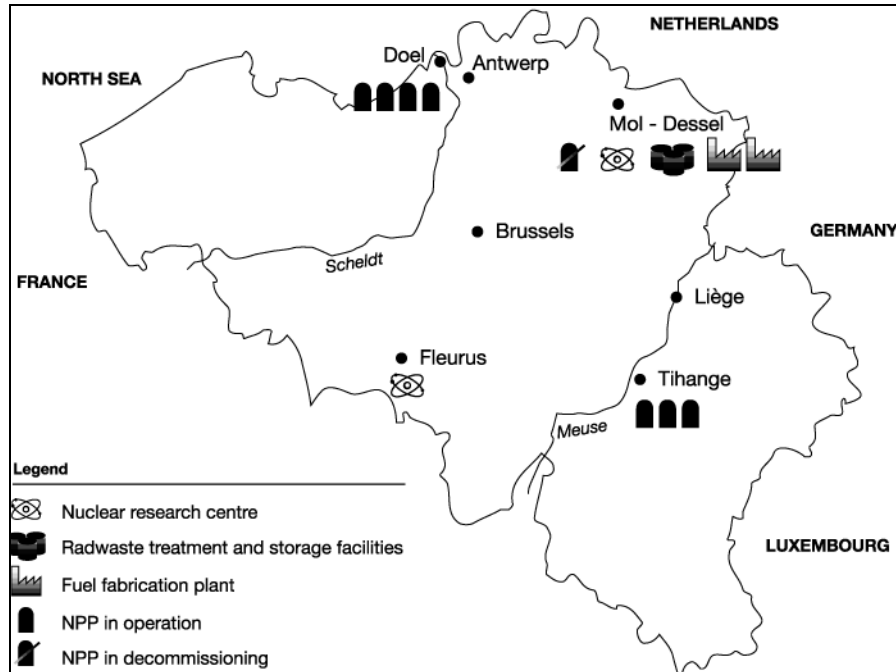 NETHERLANDS
Doel
Antwerp
NORTH SEA
Mol - Dessel
Brussels
GERMANY
Scheldt
FRANCE
Liège
Fleurus
Tihange
Meuse
Legend
Nuclear research centre
Radwaste treatment and storage facilities
LUXEMBOURG
Fuel fabrication plant
NPP in operation
NPP in decommissioning